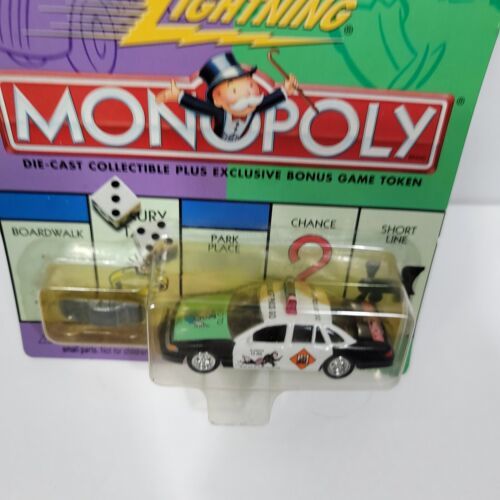 LIGHTNING
MONOPOLY
DIE-CAST COLLECTIBLE PLUS EXCLUSIVE BONUS GAME TOKEN
BOARDWALK
PARK
PLACE
CHANCE
SHORT
LINE
small parts. Not for children